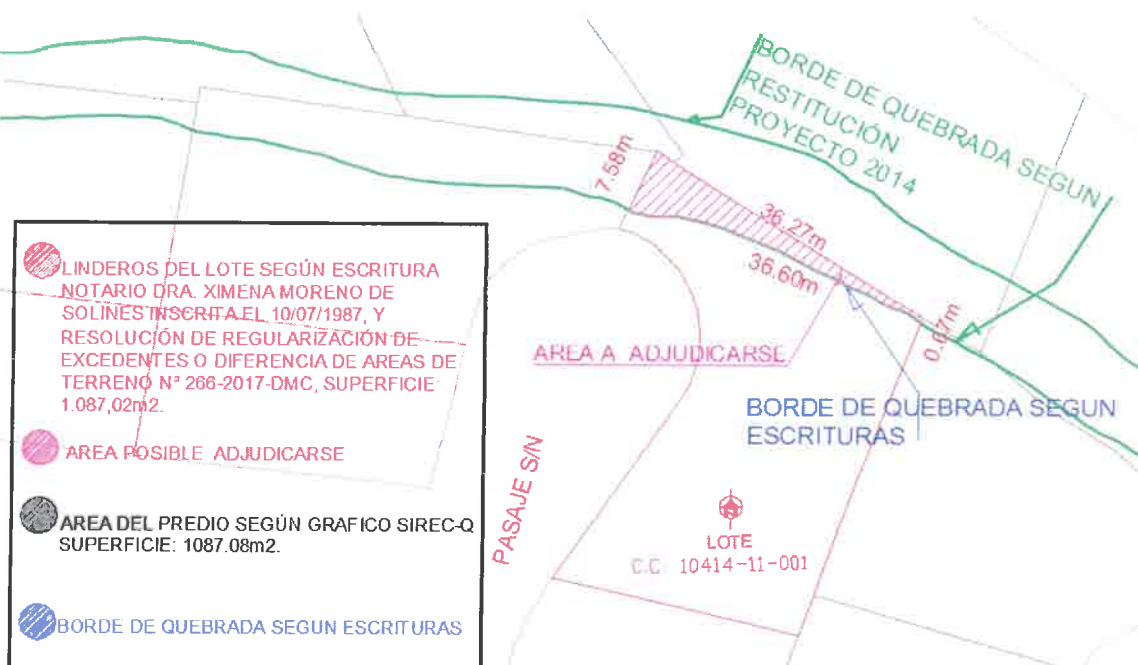 BORDE DE QUEBRADA SEGUN
RESTITUCIÓN
PROYECTO 2014
7.58m
36.27m
36.60m
0.67m
AREA A ADJUDICARSE
BORDE DE QUEBRADA SEGUN
ESCRITURAS
PASAJE S/N
LOTE
C.C. 10414-11-001
LINDEROS DEL LOTE SEGÚN ESCRITURA
NOTARIO DRA. XIMENA MORENO DE
SOLINES INSCRITA EL 10/07/1987, Y
RESOLUCIÓN DE REGULARIZACIÓN DE
EXCEDENTES O DIFERENCIA DE AREAS DE
TERRENO Nª 266-2017-DMC, SUPERFICIE
1.087,02m2.
AREA POSIBLE ADJUDICARSE
AREA DEL PREDIO SEGÚN GRAFICO SIREC-Q
SUPERFICIE: 1087.08m2.
BORDE DE QUEBRADA SEGUN ESCRITURAS